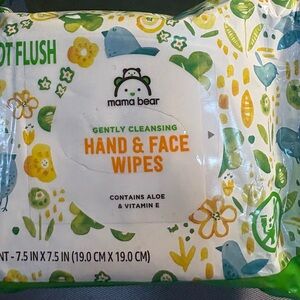 OT FLUSH
mama bear
GENTLY CLEANSING
HAND & FACE
WIPES
CONTAINS ALOE
& VITAMIN E
NT - 7.5 IN X 7.5 IN (19.0 CM X 19.0 CM)